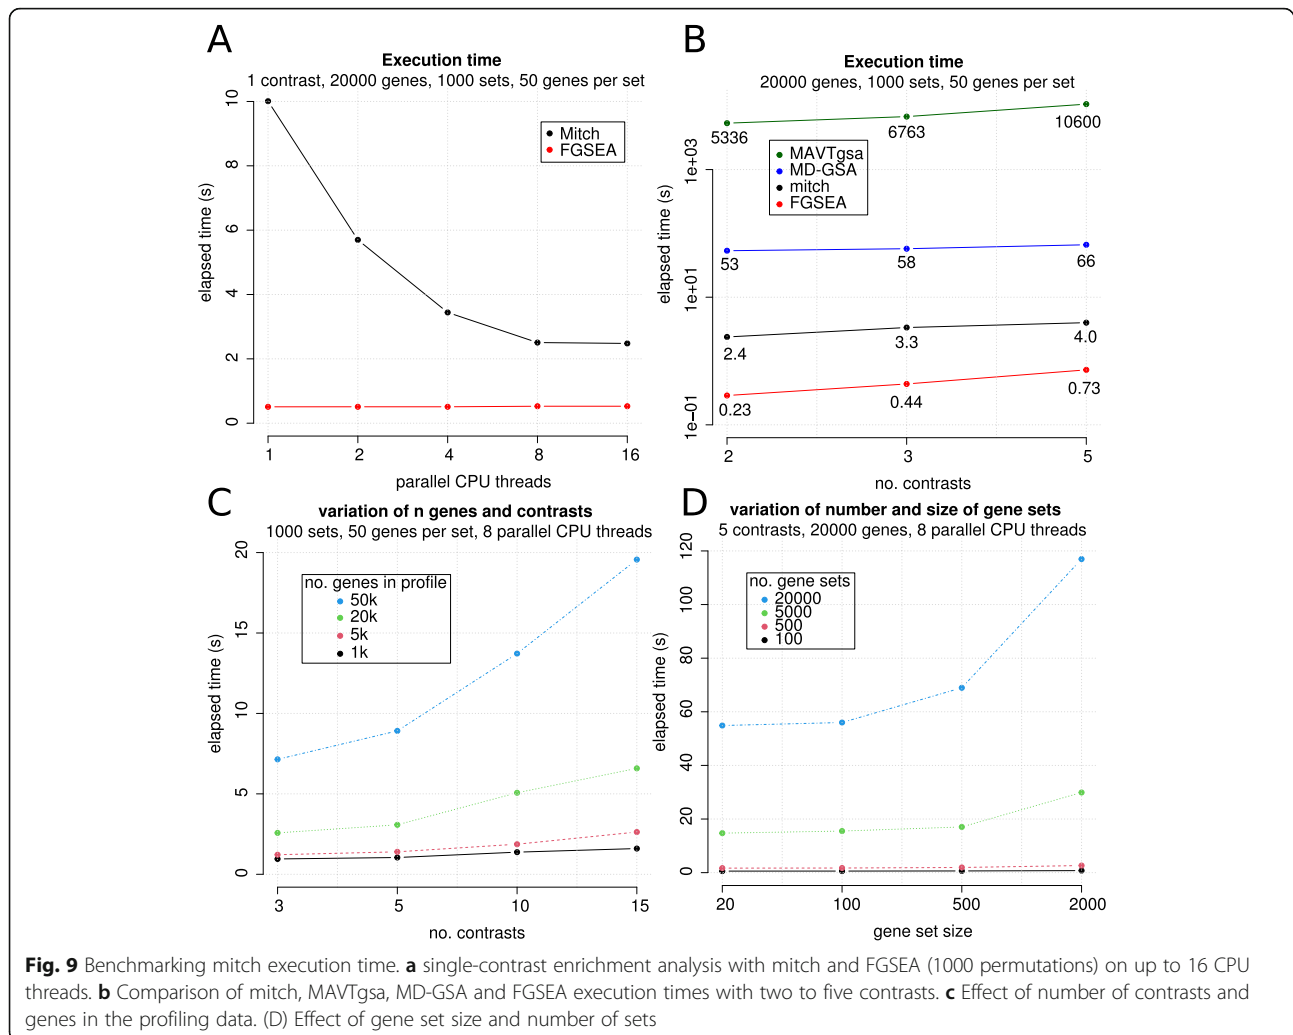 A
Execution time
1 contrast, 20000 genes, 1000 sets, 50 genes per set
elapsed time (s)
10
8
6
4
2
0
Mitch
FGSEA
1 2 4 8 16
parallel CPU threads
B
Execution time
20000 genes, 1000 sets, 50 genes per set
elapsed time (s)
1e+03
1e+01
1e−01
5336 6763 10600
MAVTgsa
MD-GSA
mitch
FGSEA
53 58 66
2.4 3.3 4.0
0.23 0.44 0.73
2 3 5
no. contrasts
C
variation of n genes and contrasts
1000 sets, 50 genes per set, 8 parallel CPU threads
elapsed time (s)
20
15
10
5
0
no. genes in profile
50k
20k
5k
1k
3 5 10 15
no. contrasts
D
variation of number and size of gene sets
5 contrasts, 20000 genes, 8 parallel CPU threads
elapsed time (s)
120
100
80
60
40
20
0
no. gene sets
20000
5000
500
100
20 100 500 2000
gene set size
Fig. 9 Benchmarking mitch execution time. a single-contrast enrichment analysis with mitch and FGSEA (1000 permutations) on up to 16 CPU
threads. b Comparison of mitch, MAVTgsa, MD-GSA and FGSEA execution times with two to five contrasts. c Effect of number of contrasts and
genes in the profiling data. (D) Effect of gene set size and number of sets